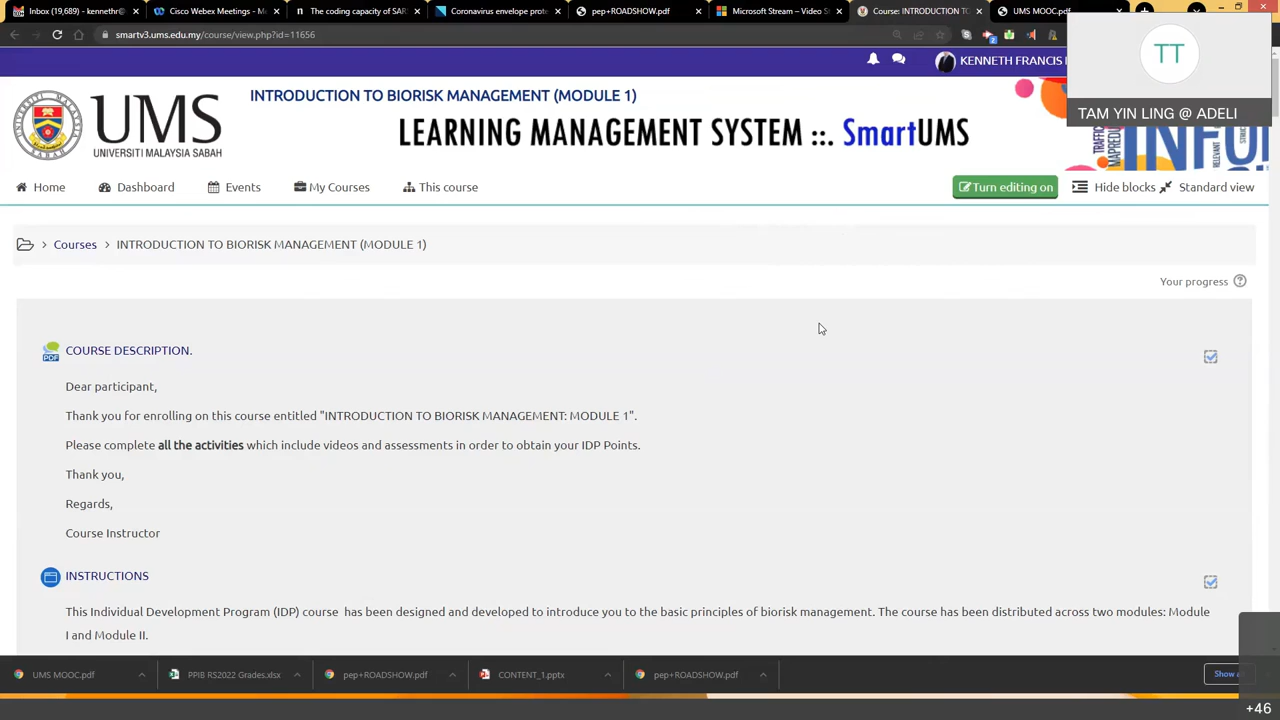 Inbox (19,689) - kennethr@
Cisco Webex Meetings - Me
The coding capacity of SAR
Coronavirus envelope prote
pep+ROADSHOW.pdf
Microsoft Stream – Video S
Course: INTRODUCTION TO
UMS MOOC.pdf
smartv3.ums.edu.my/course/view.php?id=11656
KENNETH FRANCIS
TT
TAM YIN LING @ ADELI
UMS
UNIVERSITI MALAYSIA SABAH
INTRODUCTION TO BIORISK MANAGEMENT (MODULE 1)
LEARNING MANAGEMENT SYSTEM ::. SmartUMS
Home
Dashboard
Events
My Courses
This course
Turn editing on
Hide blocks
Standard view
Courses > INTRODUCTION TO BIORISK MANAGEMENT (MODULE 1)
Your progress
COURSE DESCRIPTION.
Dear participant,
Thank you for enrolling on this course entitled "INTRODUCTION TO BIORISK MANAGEMENT: MODULE 1".
Please complete all the activities which include videos and assessments in order to obtain your IDP Points.
Thank you,
Regards,
Course Instructor
INSTRUCTIONS
This Individual Development Program (IDP) course has been designed and developed to introduce you to the basic principles of biorisk management. The course has been distributed across two modules: Module
I and Module II.
UMS MOOC.pdf
PPIB RS2022 Grades.xlsx
pep+ROADSHOW.pdf
CONTENT_1.pptx
pep+ROADSHOW.pdf
Show
+46